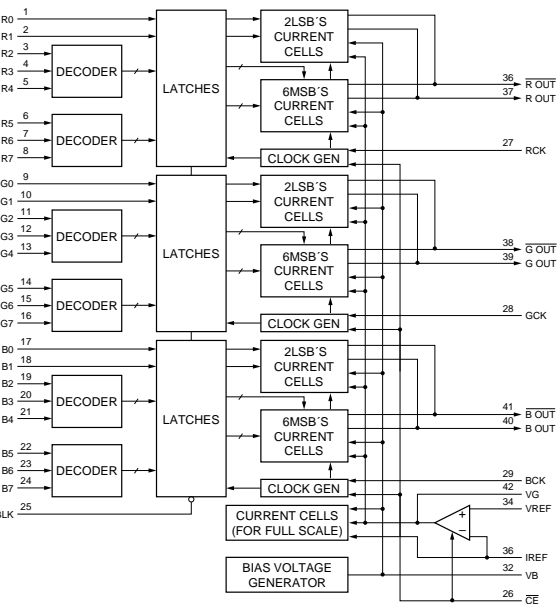 R0 1
R1 2
R2 3
R3 4
R4 5
DECODER
R5 6
R6 7
R7 8
DECODER
LATCHES
2LSB´S
CURRENT
CELLS
6MSB´S
CURRENT
CELLS
CLOCK GEN
36 R OUT
37 R OUT
27 RCK
G0 9
G1 10
G2 11
G3 12
G4 13
DECODER
G5 14
G6 15
G7 16
DECODER
LATCHES
2LSB´S
CURRENT
CELLS
6MSB´S
CURRENT
CELLS
CLOCK GEN
38 G OUT
39 G OUT
28 GCK
B0 17
B1 18
B2 19
B3 20
B4 21
DECODER
B5 22
B6 23
B7 24
DECODER
BLK 25
LATCHES
2LSB´S
CURRENT
CELLS
6MSB´S
CURRENT
CELLS
CLOCK GEN
41 B OUT
40 B OUT
29 BCK
42 VG
34 VREF
+
−
CURRENT CELLS
(FOR FULL SCALE)
36 IREF
BIAS VOLTAGE
GENERATOR
32 VB
26 CE